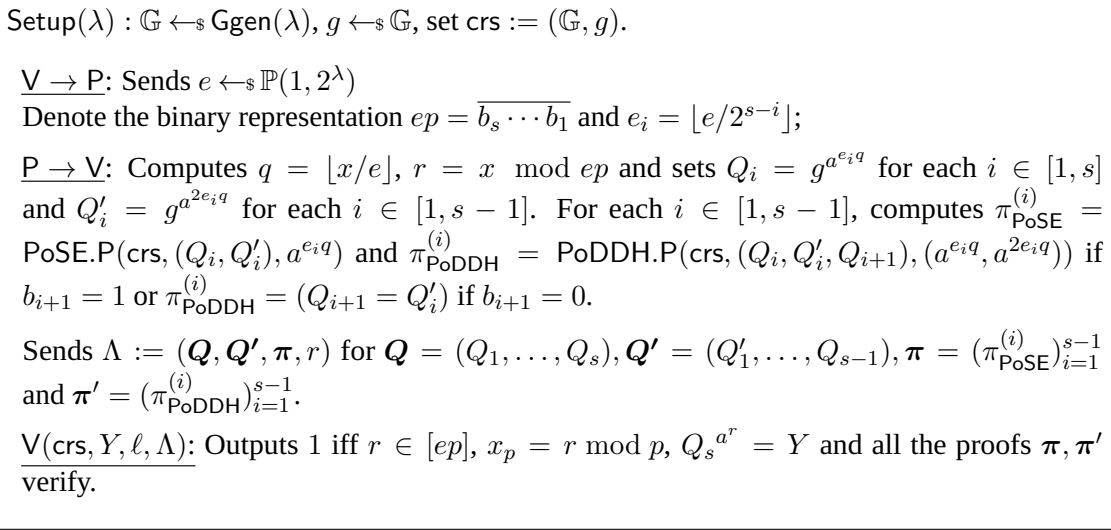 Setup(λ) : 𝔾 ←$ Ggen(λ), g ←$ 𝔾, set crs := (𝔾, g).
V → P: Sends e ←$ ℙ(1, 2^λ)
Denote the binary representation ep = \overline{b_s ⋯ b_1} and e_i = ⌊e/2^{s−i}⌋;
P → V: Computes q = ⌊x/e⌋, r = x mod ep and sets Q_i = g^{a^{e_i q}} for each i ∈ [1, s]
and Q′_i = g^{a^{2e_i q}} for each i ∈ [1, s − 1]. For each i ∈ [1, s − 1], computes π^{(i)}_{PoSE} =
PoSE.P(crs, (Q_i, Q′_i), a^{e_i q}) and π^{(i)}_{PoDDH} = PoDDH.P(crs, (Q_i, Q′_i, Q_{i+1}), (a^{e_i q}, a^{2e_i q})) if
b_{i+1} = 1 or π^{(i)}_{PoDDH} = (Q_{i+1} = Q′_i) if b_{i+1} = 0.
Sends Λ := (Q, Q′, π, r) for Q = (Q_1, . . . , Q_s), Q′ = (Q′_1, . . . , Q_{s−1}), π = (π^{(i)}_{PoSE})^{s−1}_{i=1}
and π′ = (π^{(i)}_{PoDDH})^{s−1}_{i=1}.
V(crs, Y, ℓ, Λ): Outputs 1 iff r ∈ [ep], x_p = r mod p, Q_s^{a^r} = Y and all the proofs π, π′
verify.